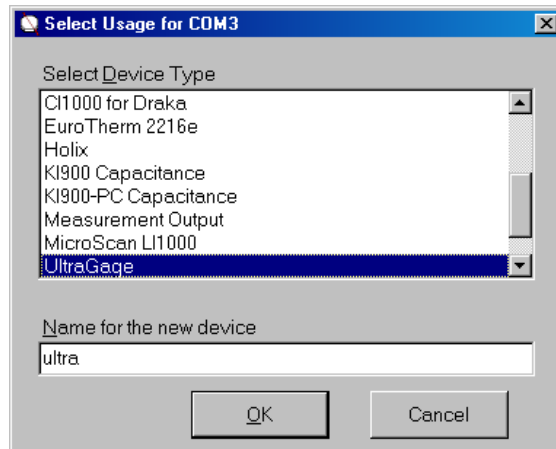 Select Usage for COM3
Select Device Type
CI1000 for Draka
EuroTherm 2216e
Holix
KI900 Capacitance
KI900-PC Capacitance
Measurement Output
MicroScan LI1000
UltraGage
Name for the new device
ultra
OK
Cancel